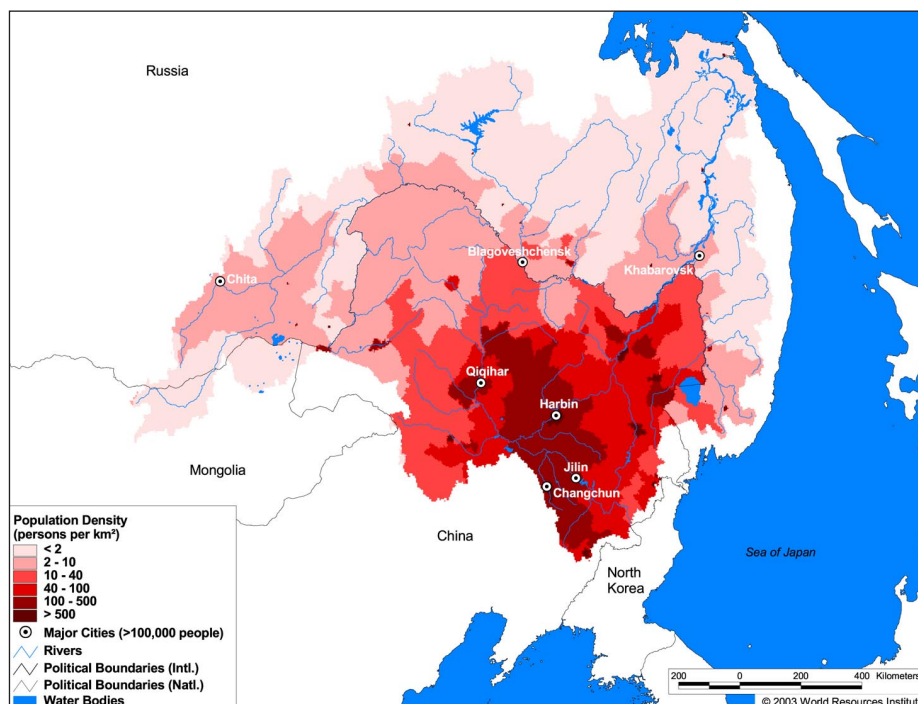 Russia
Blagoveshchensk
Khabarovsk
Chita
Qiqihar
Harbin
Mongolia
Jilin
Changchun
China
Sea of Japan
North
Korea
Population Density
(persons per km²)
< 2
2 - 10
10 - 40
40 - 100
100 - 500
> 500
Major Cities (>100,000 people)
Rivers
Political Boundaries (Intl.)
Political Boundaries (Natl.)
Water Bodies
200 0 200 400 Kilometers
© 2003 World Resources Institut